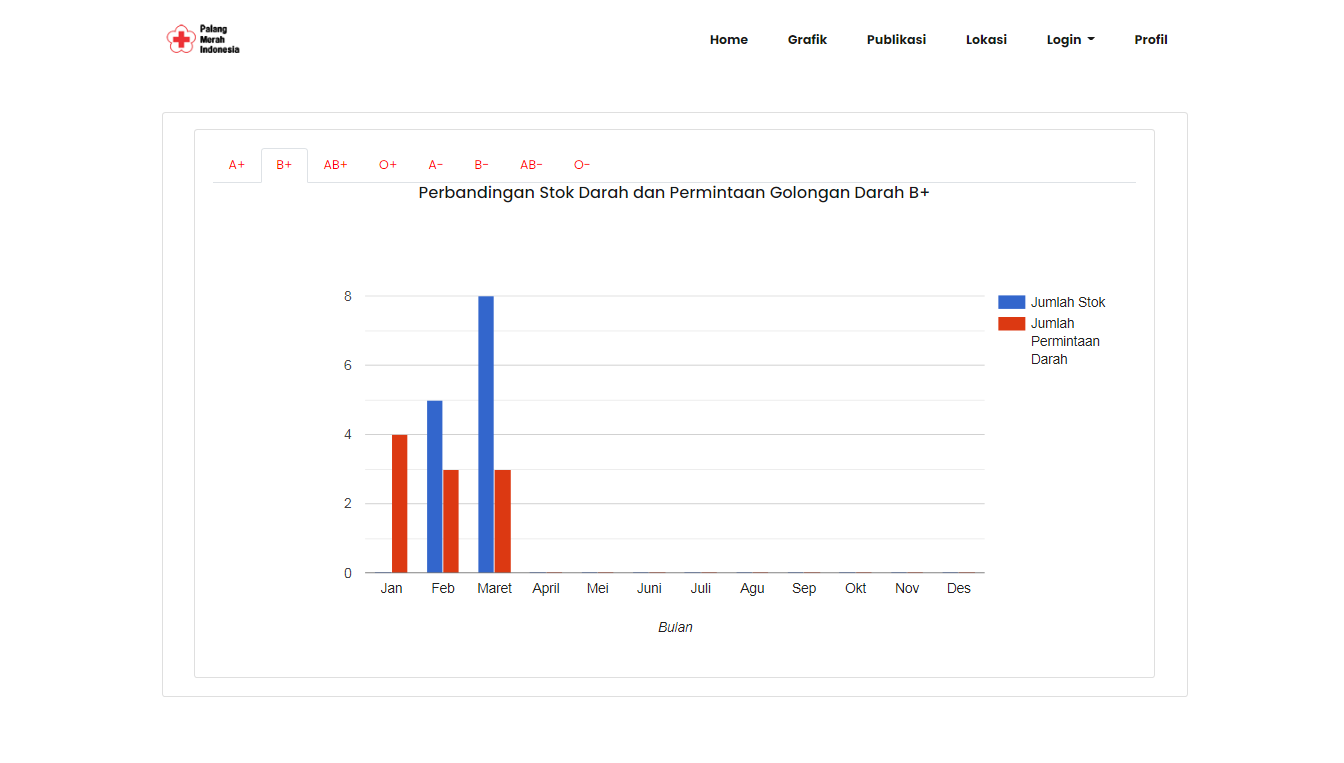 Palang
Merah
Indonesia
Home Grafik Publikasi Lokasi Login Profil
A+ B+ AB+ O+ A- B- AB- O-
Perbandingan Stok Darah dan Permintaan Golongan Darah B+
8
6
4
2
0
Jumlah Stok
Jumlah
Permintaan
Darah
Jan Feb Maret April Mei Juni Juli Agu Sep Okt Nov Des
Bulan